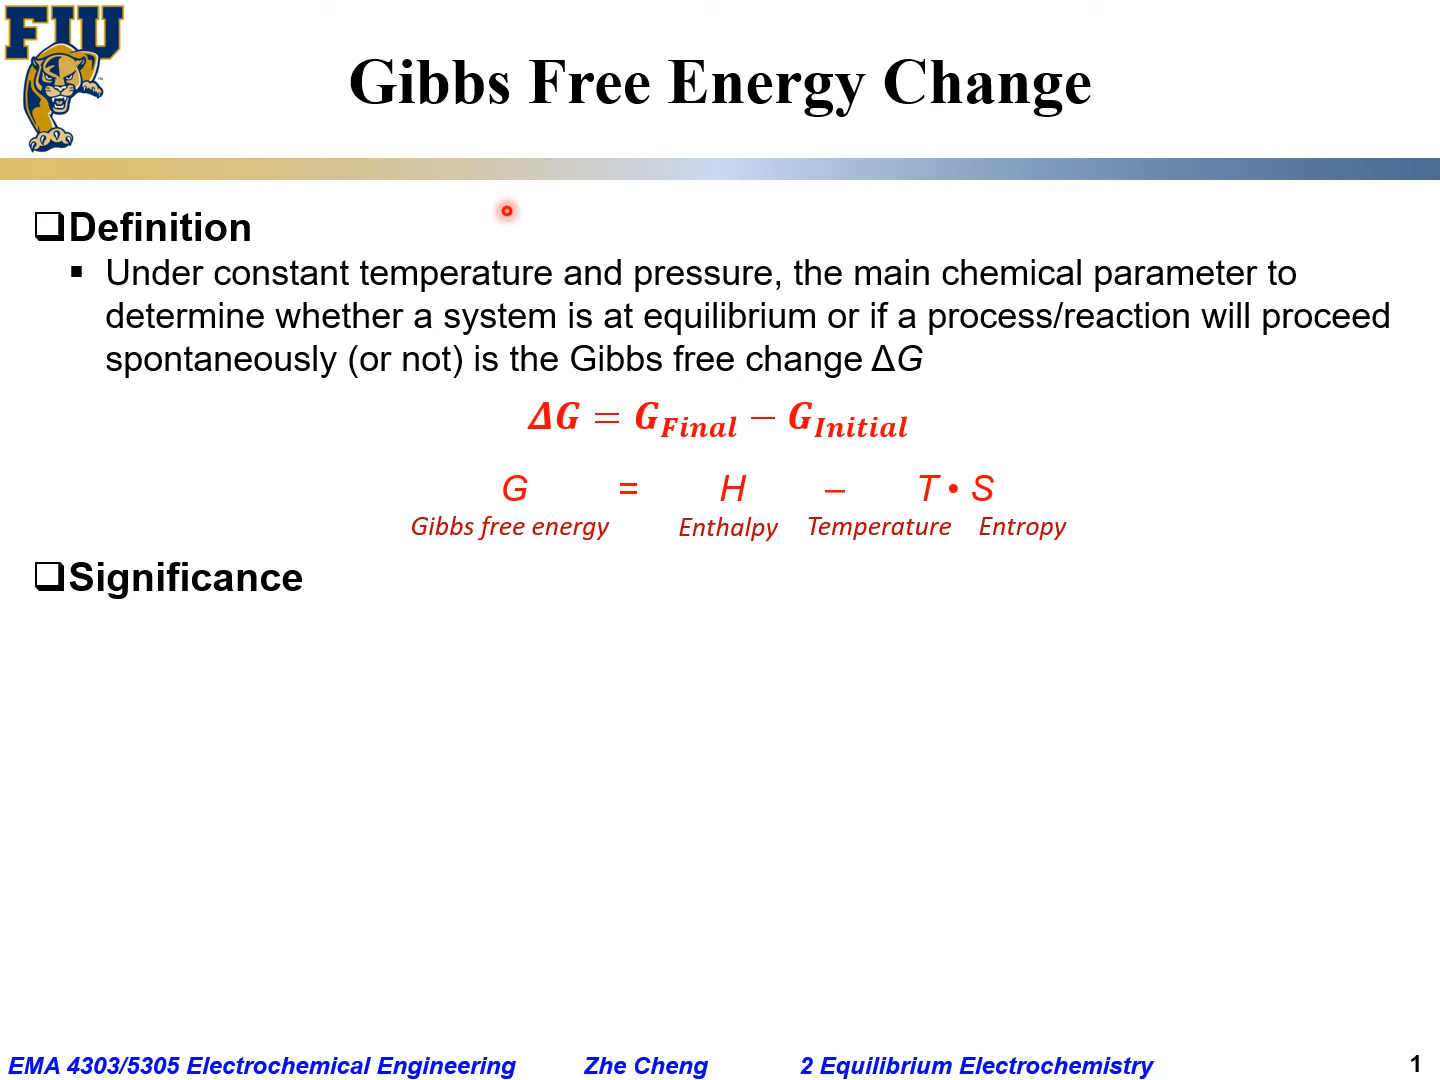 FIU
Gibbs Free Energy Change
❑Definition
▪ Under constant temperature and pressure, the main chemical parameter to
determine whether a system is at equilibrium or if a process/reaction will proceed
spontaneously (or not) is the Gibbs free change ΔG
ΔG = G_Final − G_Initial
G = H – T • S
Gibbs free energy Enthalpy Temperature Entropy
❑Significance
EMA 4303/5305 Electrochemical Engineering Zhe Cheng 2 Equilibrium Electrochemistry 1